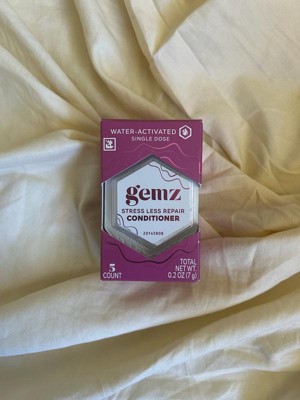 WATER-ACTIVATED
SINGLE DOSE
gemz
STRESS LESS REPAIR
CONDITIONER
5
COUNT
TOTAL
NET WT.
0.2 OZ (7 g)